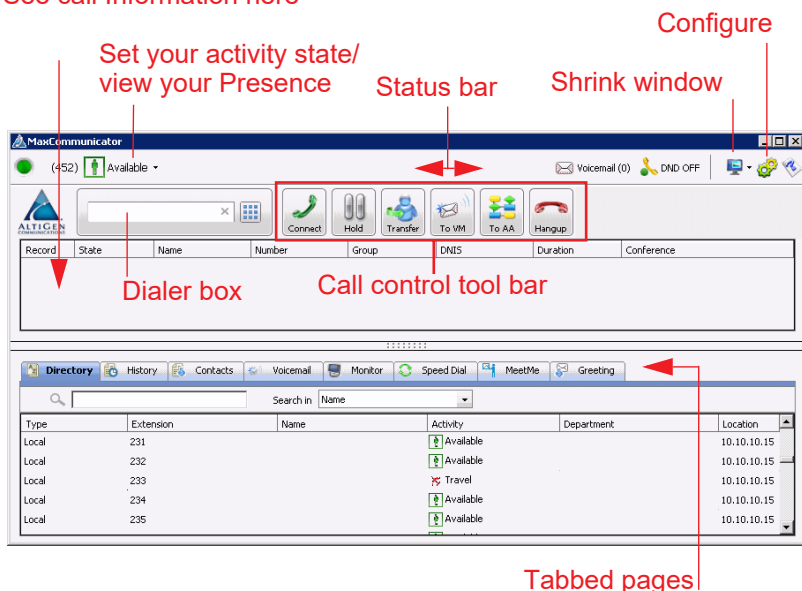 See call information here
Configure
Set your activity state/
view your Presence
Status bar
Shrink window
MaxCommunicator
(452) Available
Voicemail (0) DND OFF
ALTIGEN
COMMUNICATIONS
Connect Hold Transfer To VM To AA Hangup
Record State Name Number Group DNIS Duration Conference
Dialer box
Call control tool bar
Directory History Contacts Voicemail Monitor Speed Dial MeetMe Greeting
Search in Name
Type Extension Name Activity Department Location
Local 231 Available 10.10.10.15
Local 232 Available 10.10.10.15
Local 233 Travel 10.10.10.15
Local 234 Available 10.10.10.15
Local 235 Available 10.10.10.15
Tabbed pages